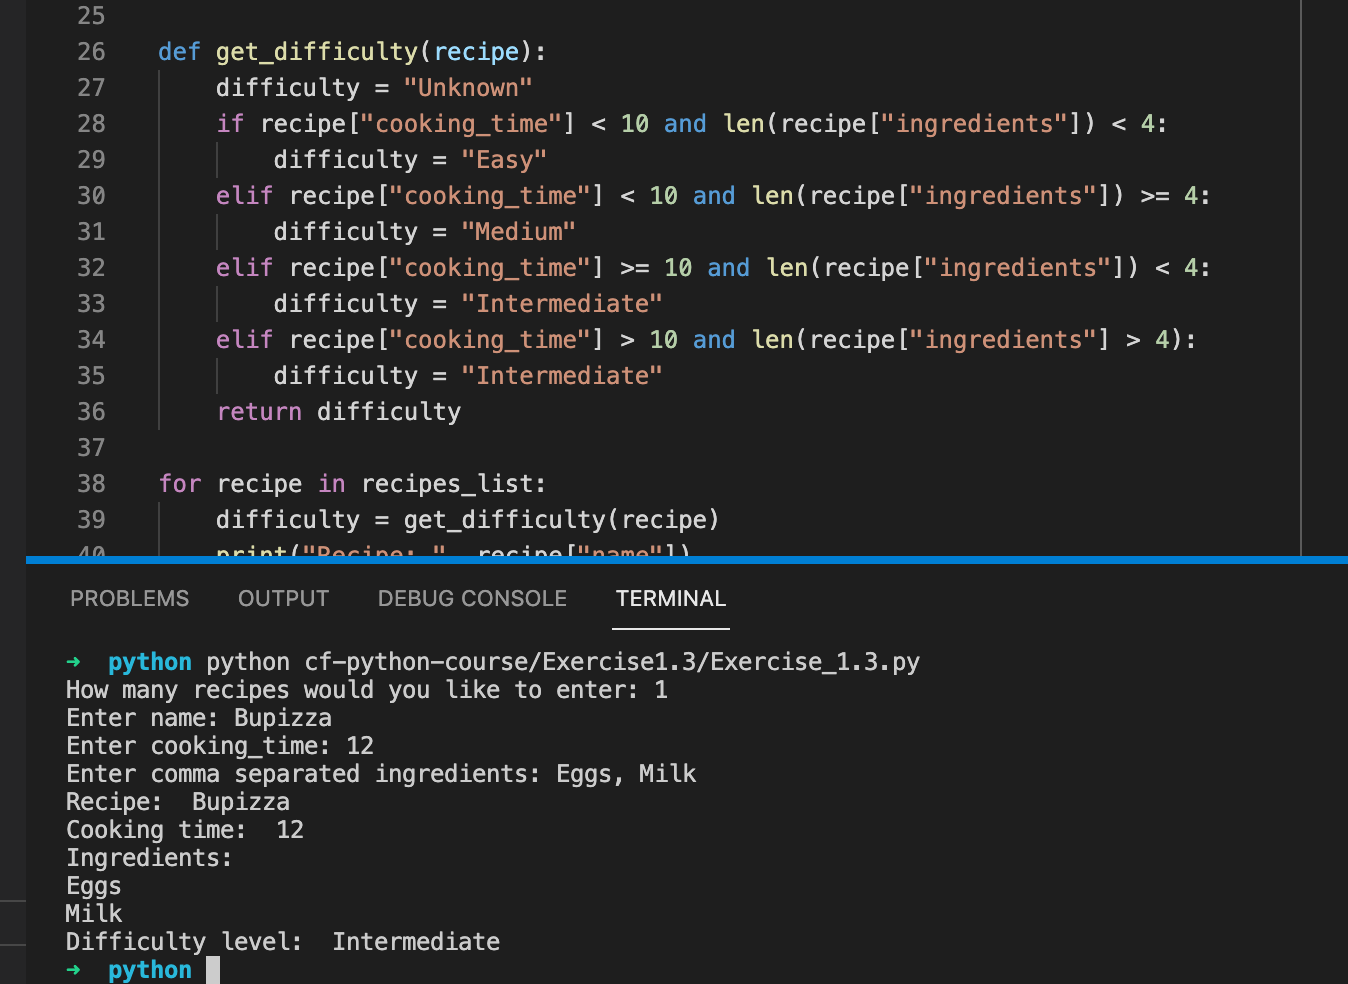 25
26 def get_difficulty(recipe):
27 difficulty = "Unknown"
28 if recipe["cooking_time"] < 10 and len(recipe["ingredients"]) < 4:
29 difficulty = "Easy"
30 elif recipe["cooking_time"] < 10 and len(recipe["ingredients"]) >= 4:
31 difficulty = "Medium"
32 elif recipe["cooking_time"] >= 10 and len(recipe["ingredients"]) < 4:
33 difficulty = "Intermediate"
34 elif recipe["cooking_time"] > 10 and len(recipe["ingredients"] > 4):
35 difficulty = "Intermediate"
36 return difficulty
37
38 for recipe in recipes_list:
39 difficulty = get_difficulty(recipe)
40 print("Recipe: ", recipe["name"])
PROBLEMS OUTPUT DEBUG CONSOLE TERMINAL
➜ python python cf-python-course/Exercise1.3/Exercise_1.3.py
How many recipes would you like to enter: 1
Enter name: Bupizza
Enter cooking_time: 12
Enter comma separated ingredients: Eggs, Milk
Recipe:  Bupizza
Cooking time:  12
Ingredients:
Eggs
Milk
Difficulty level:  Intermediate
➜ python